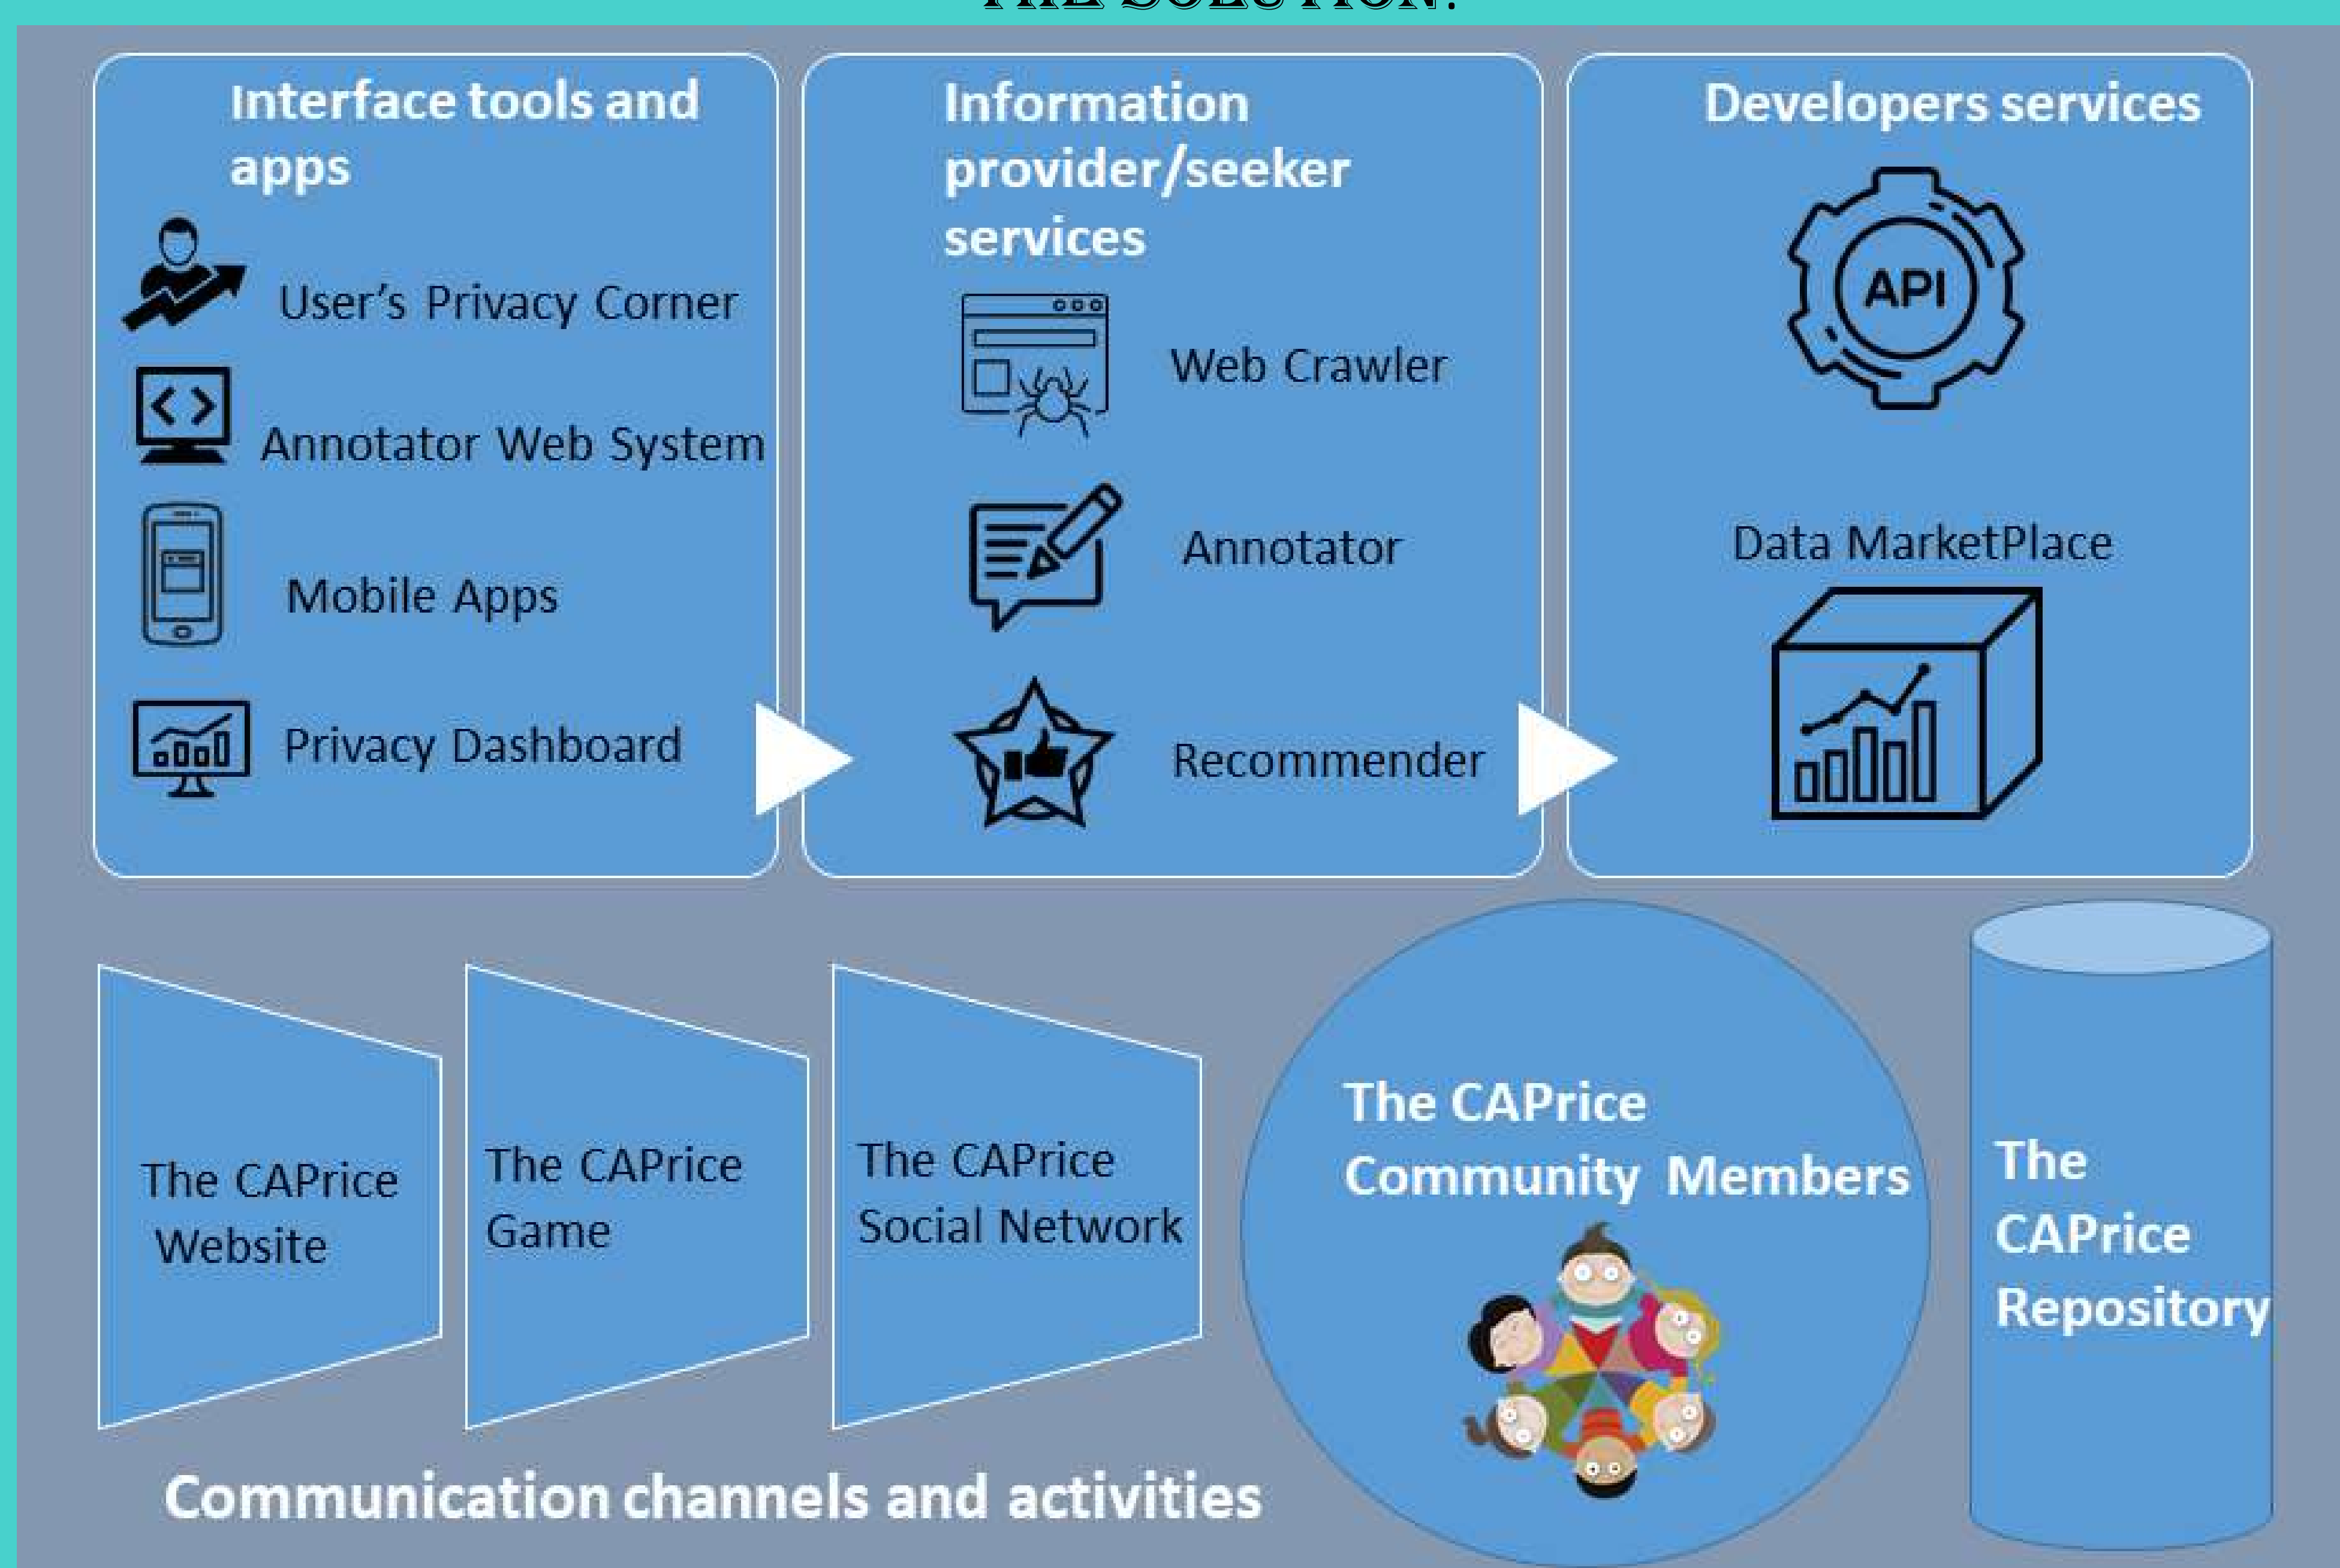 THE SOLUTION:
Interface tools and
apps
User's Privacy Corner
Annotator Web System
Mobile Apps
Privacy Dashboard
Information
provider/seeker
services
Web Crawler
Annotator
Recommender
Developers services
API
Data MarketPlace
The CAPrice
Website
The CAPrice
Game
The CAPrice
Social Network
Communication channels and activities
The CAPrice
Community Members
The
CAPrice
Repository